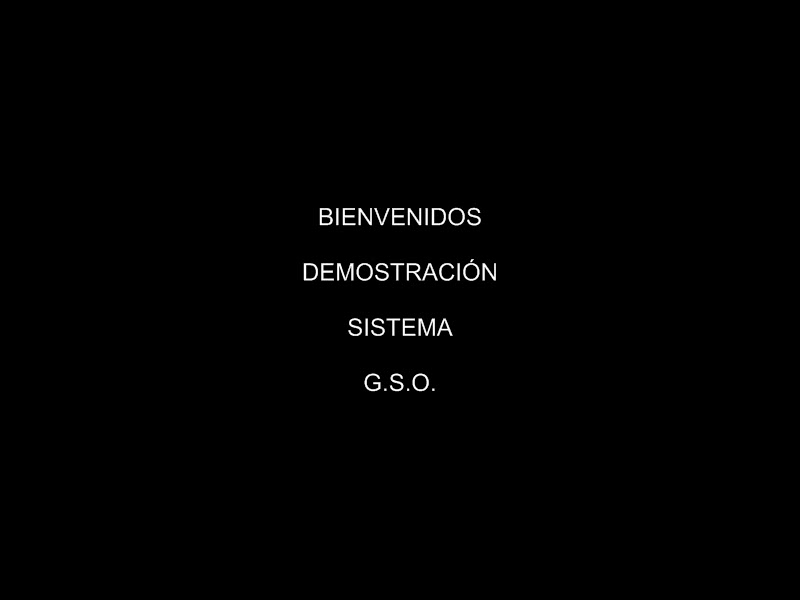 BIENVENIDOS
DEMOSTRACIÓN
SISTEMA
G.S.O.